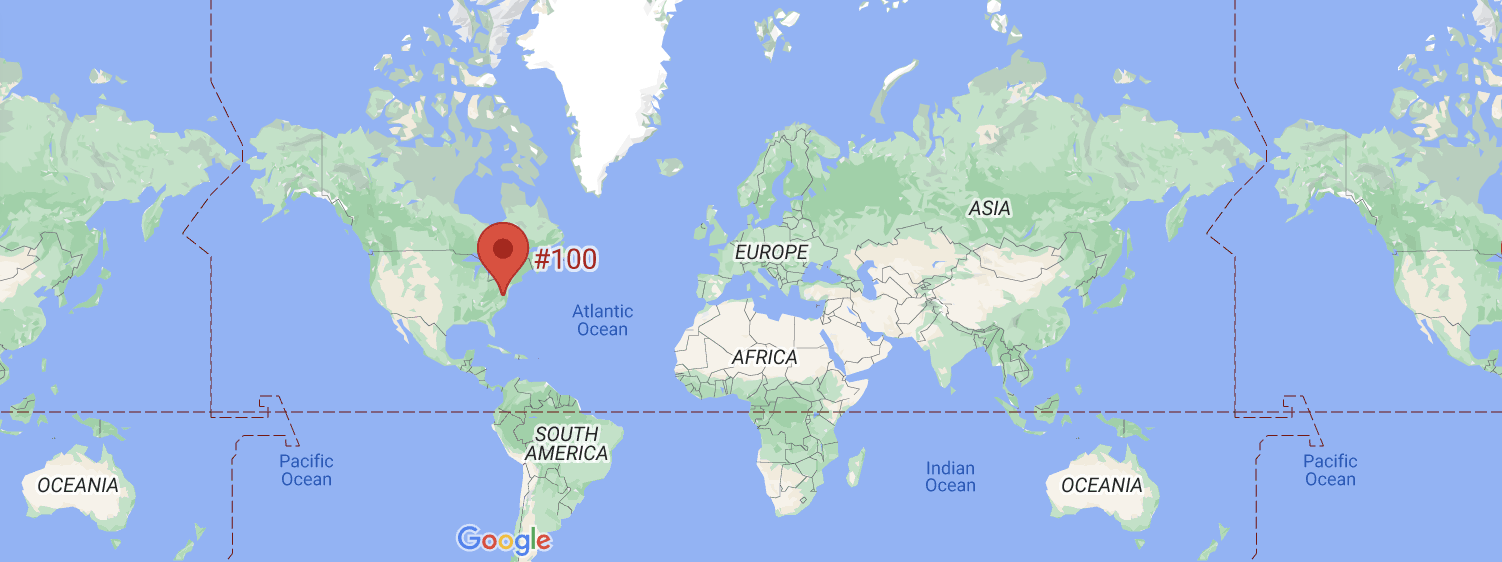 ASIA
EUROPE
#100
Atlantic
Ocean
AFRICA
SOUTH
AMERICA
Pacific
Ocean
OCEANIA
Indian
Ocean
OCEANIA
Pacific
Ocean
Google